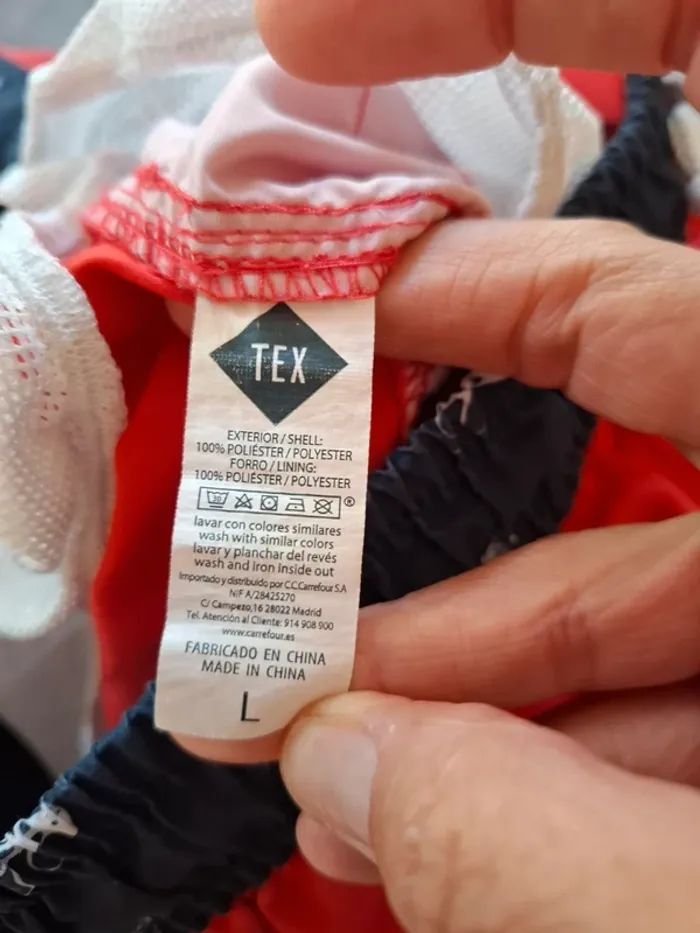 TEX
EXTERIOR / SHELL:
100% POLIÉSTER / POLYESTER
FORRO / LINING:
100% POLIÉSTER / POLYESTER
30
®
lavar con colores similares
wash with similar colors
lavar y planchar del revés
wash and iron inside out
Importado y distribuido por C.C.Carrefour S.A
NIF A/28425270
C/ Campezo,16 28022 Madrid
Tel. Atención al Cliente: 914 908 900
www.carrefour.es
FABRICADO EN CHINA
MADE IN CHINA
L